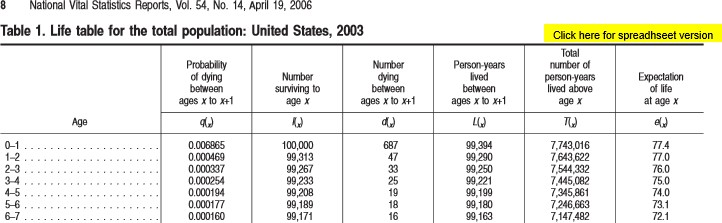 8 National Vital Statistics Reports, Vol. 54, No. 14, April 19, 2006
Table 1. Life table for the total population: United States, 2003
Click here for spreadhseet version
Age
Probability of dying between ages x to x+1
Number surviving to age x
Number dying between ages x to x+1
Person-years lived between ages x to x+1
Total number of person-years lived above age x
Expectation of life at age x
q(x) l(x) d(x) L(x) T(x) e(x)
0–1 . . . . . . . . . . . . . . . . . . . . . . 0.006865 100,000 687 99,394 7,743,016 77.4
1–2 . . . . . . . . . . . . . . . . . . . . . . 0.000469 99,313 47 99,290 7,643,622 77.0
2–3 . . . . . . . . . . . . . . . . . . . . . . 0.000337 99,267 33 99,250 7,544,332 76.0
3–4 . . . . . . . . . . . . . . . . . . . . . . 0.000254 99,233 25 99,221 7,445,082 75.0
4–5 . . . . . . . . . . . . . . . . . . . . . . 0.000194 99,208 19 99,199 7,345,861 74.0
5–6 . . . . . . . . . . . . . . . . . . . . . . 0.000177 99,189 18 99,180 7,246,663 73.1
6–7 . . . . . . . . . . . . . . . . . . . . . . 0.000160 99,171 16 99,163 7,147,482 72.1